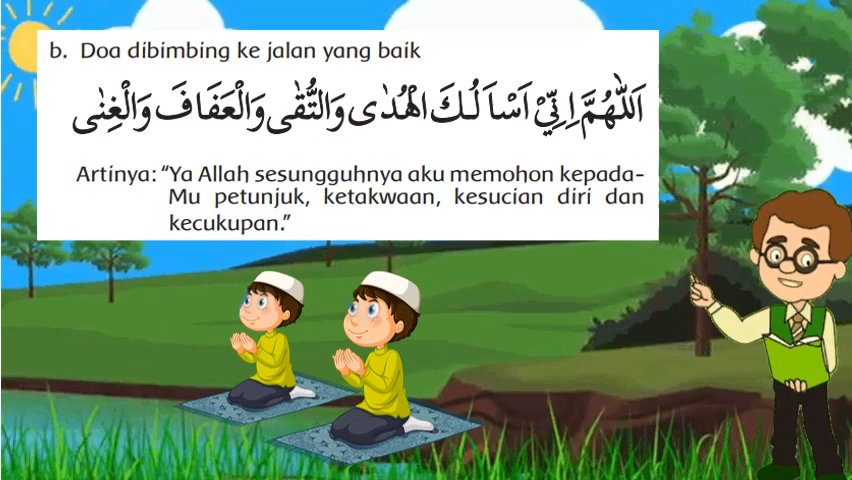 b. Doa dibimbing ke jalan yang baik
اَللّٰهُمَّ اِنِّيْ اَسْاَ لُكَ الْهُدٰى وَالتُّقٰى وَالْعَفَافَ وَالْغِنٰى
Artinya: “Ya Allah sesungguhnya aku memohon kepada-
Mu petunjuk, ketakwaan, kesucian diri dan
kecukupan.”